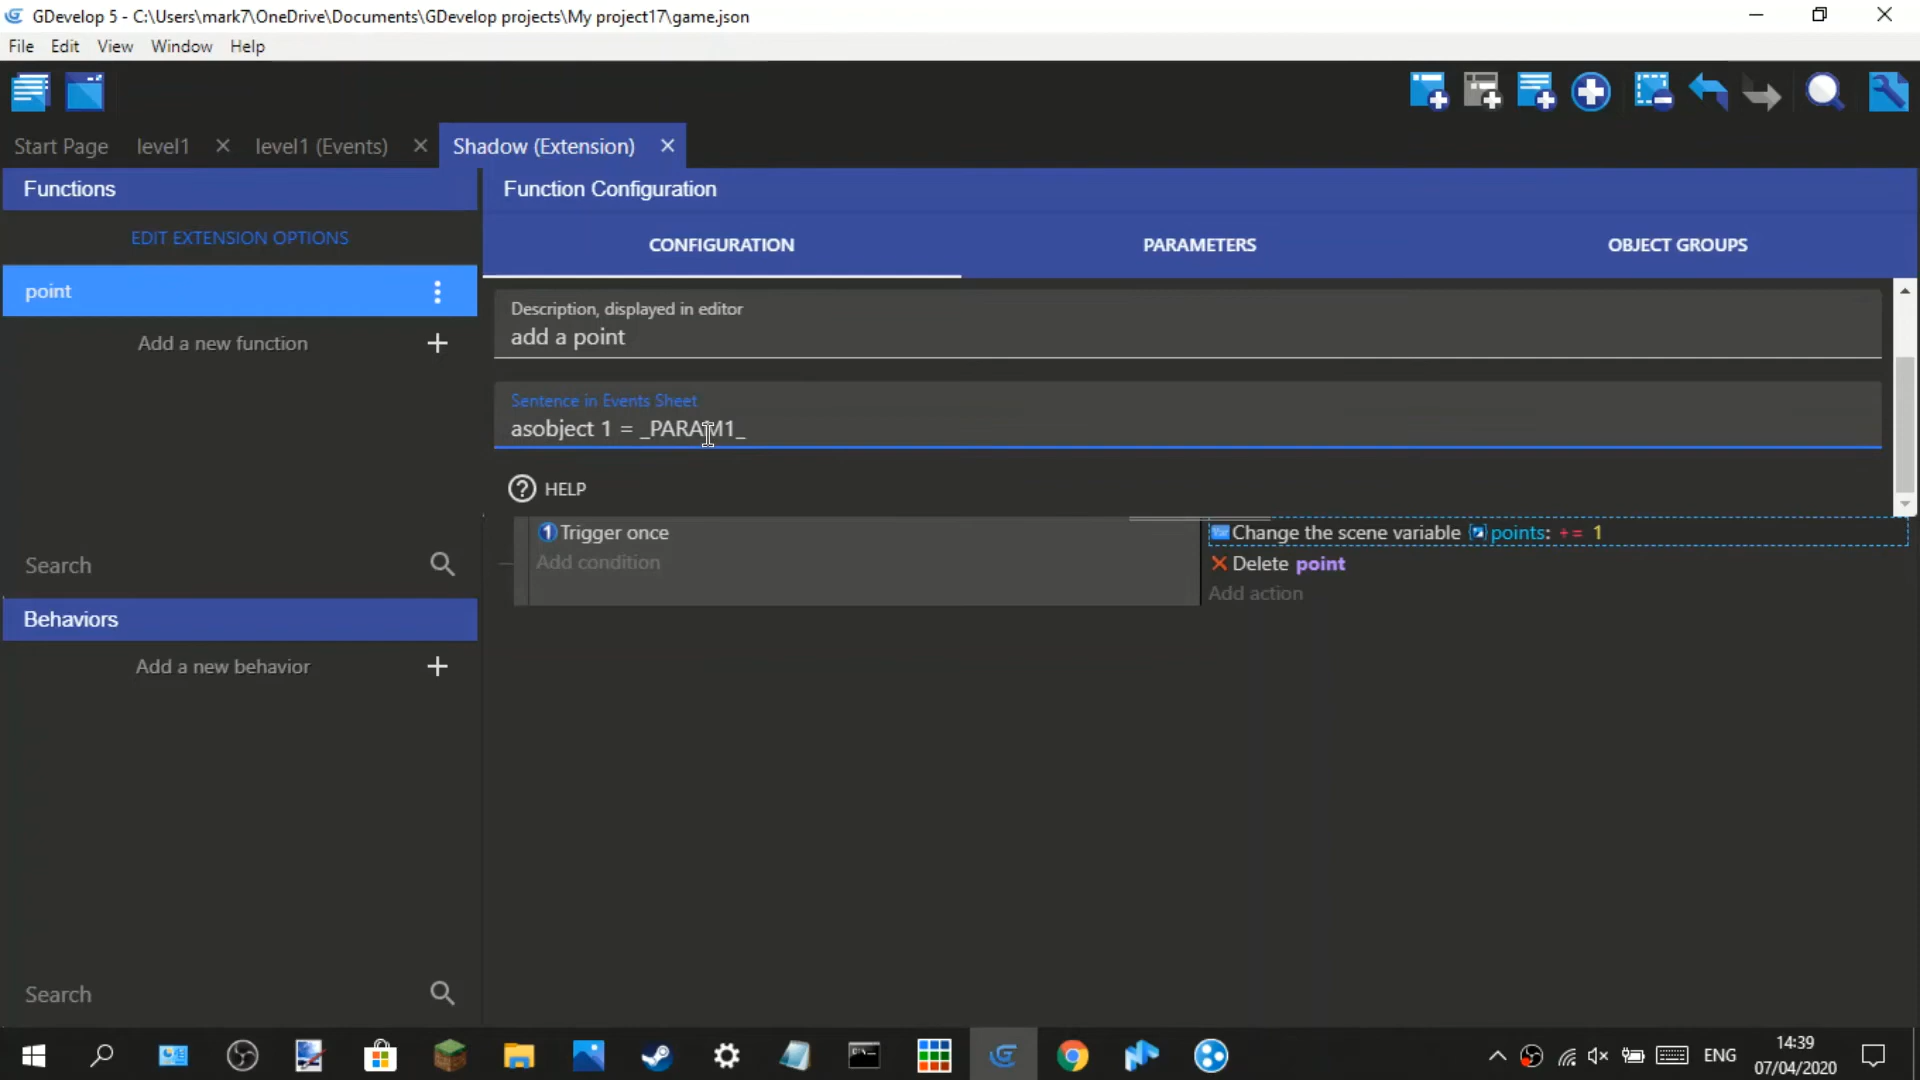 GDevelop 5 - C:\Users\mark7\OneDrive\Documents\GDevelop projects\My project17\game.json
File Edit View Window Help
Start Page level1 level1 (Events) Shadow (Extension)
Functions
EDIT EXTENSION OPTIONS
point
Add a new function
Search
Behaviors
Add a new behavior
Search
Function Configuration
CONFIGURATION PARAMETERS OBJECT GROUPS
Description, displayed in editor
add a point
Sentence in Events Sheet
asobject 1 = _PARAM1_
HELP
Trigger once
Add condition
Change the scene variable points: += 1
Delete point
Add action
ENG
14:39
07/04/2020